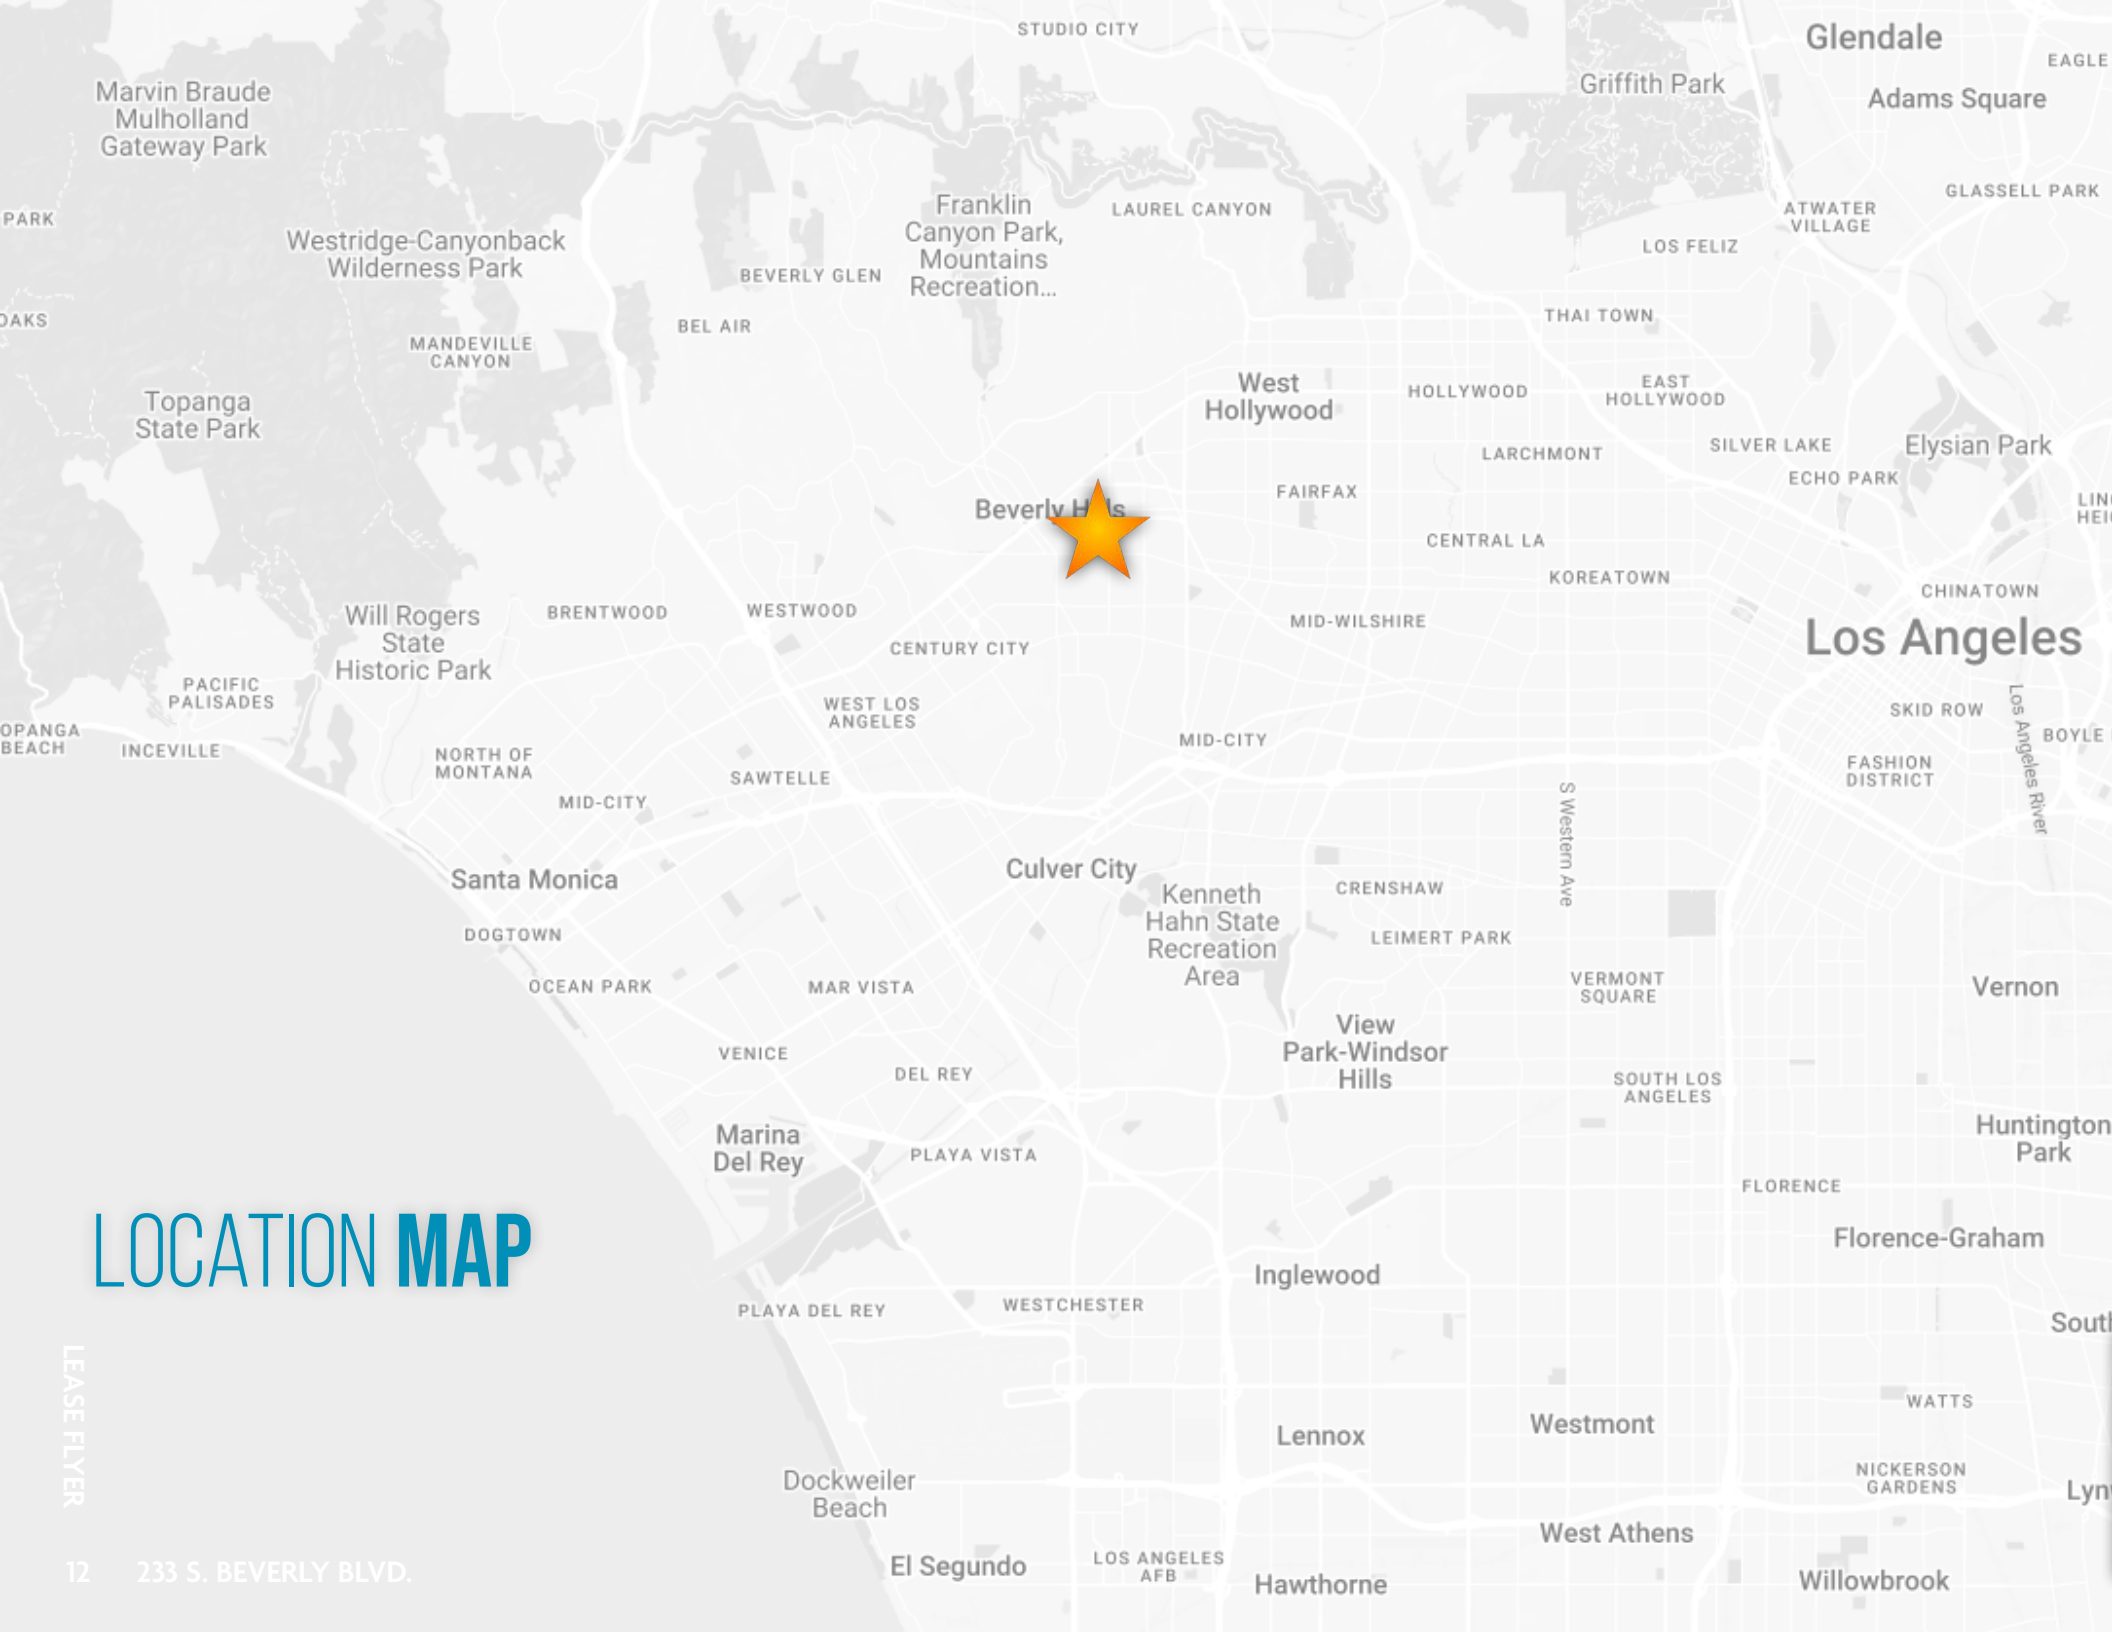 STUDIO CITY
Glendale
EAGLE
Marvin Braude
Mulholland
Gateway Park
Griffith Park
Adams Square
PARK
Westridge-Canyonback
Wilderness Park
Franklin
Canyon Park,
Mountains
Recreation...
LAUREL CANYON
GLASSELL PARK
ATWATER
VILLAGE
LOS FELIZ
BEVERLY GLEN
OAKS
BEL AIR
THAI TOWN
MANDEVILLE
CANYON
Topanga
State Park
West
Hollywood
HOLLYWOOD
EAST
HOLLYWOOD
LARCHMONT
SILVER LAKE
Elysian Park
ECHO PARK
FAIRFAX
Beverly Hills
LIN
HEI
CENTRAL LA
KOREATOWN
CHINATOWN
Will Rogers
State
Historic Park
BRENTWOOD
WESTWOOD
MID-WILSHIRE
Los Angeles
CENTURY CITY
PACIFIC
PALISADES
WEST LOS
ANGELES
SKID ROW
Los Angeles River
OPANGA
BEACH
INCEVILLE
NORTH OF
MONTANA
MID-CITY
BOYLE
SAWTELLE
FASHION
DISTRICT
MID-CITY
S Western Ave
Santa Monica
Culver City
Kenneth
Hahn State
Recreation
Area
CRENSHAW
DOGTOWN
LEIMERT PARK
OCEAN PARK
MAR VISTA
VERMONT
SQUARE
Vernon
View
Park-Windsor
Hills
VENICE
DEL REY
SOUTH LOS
ANGELES
Marina
Del Rey
PLAYA VISTA
Huntington
Park
FLORENCE
Florence-Graham
LOCATION MAP
Inglewood
PLAYA DEL REY
WESTCHESTER
South
LEASE FLYER
WATTS
Lennox
Westmont
Dockweiler
Beach
NICKERSON
GARDENS
Lyn
West Athens
El Segundo
LOS ANGELES
AFB
Hawthorne
Willowbrook
12 233 S. BEVERLY BLVD.